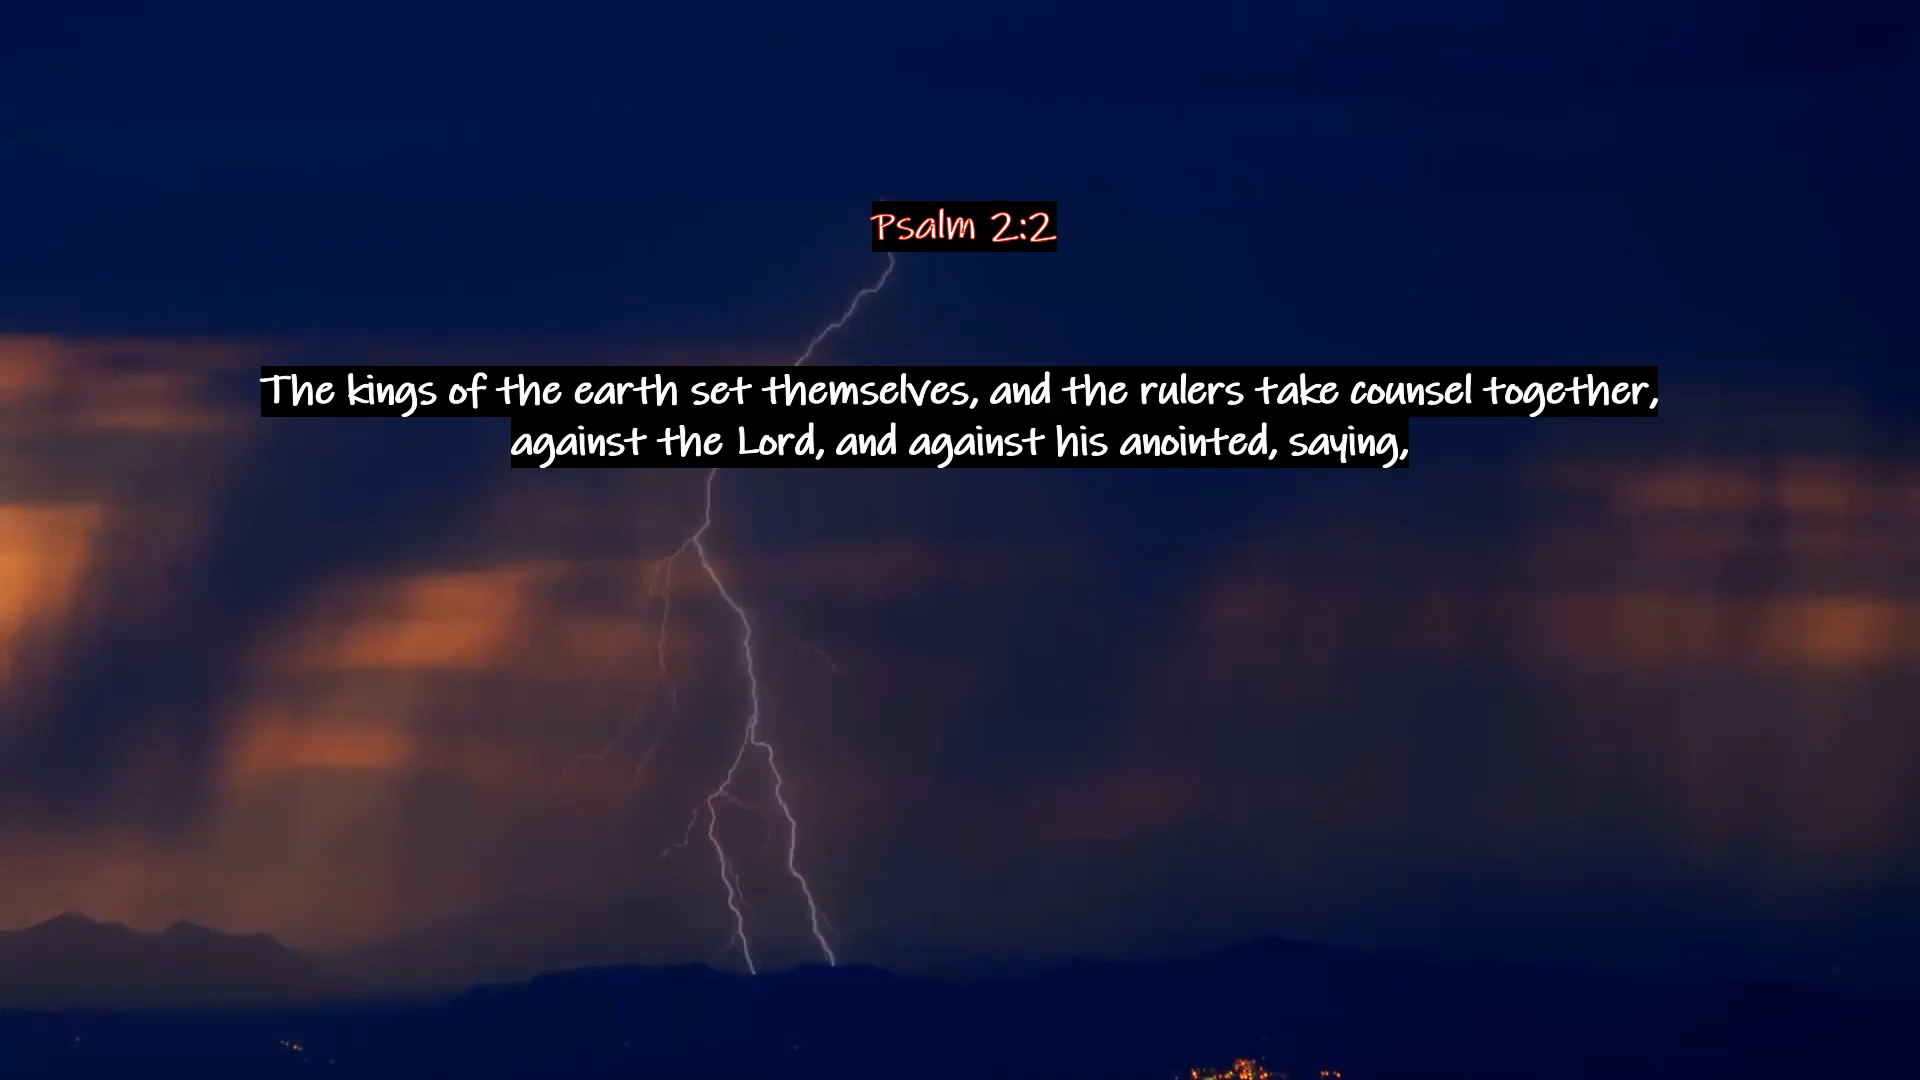 Psalm 2:2
The kings of the earth set themselves, and the rulers take counsel together,
against the Lord, and against his anointed, saying,